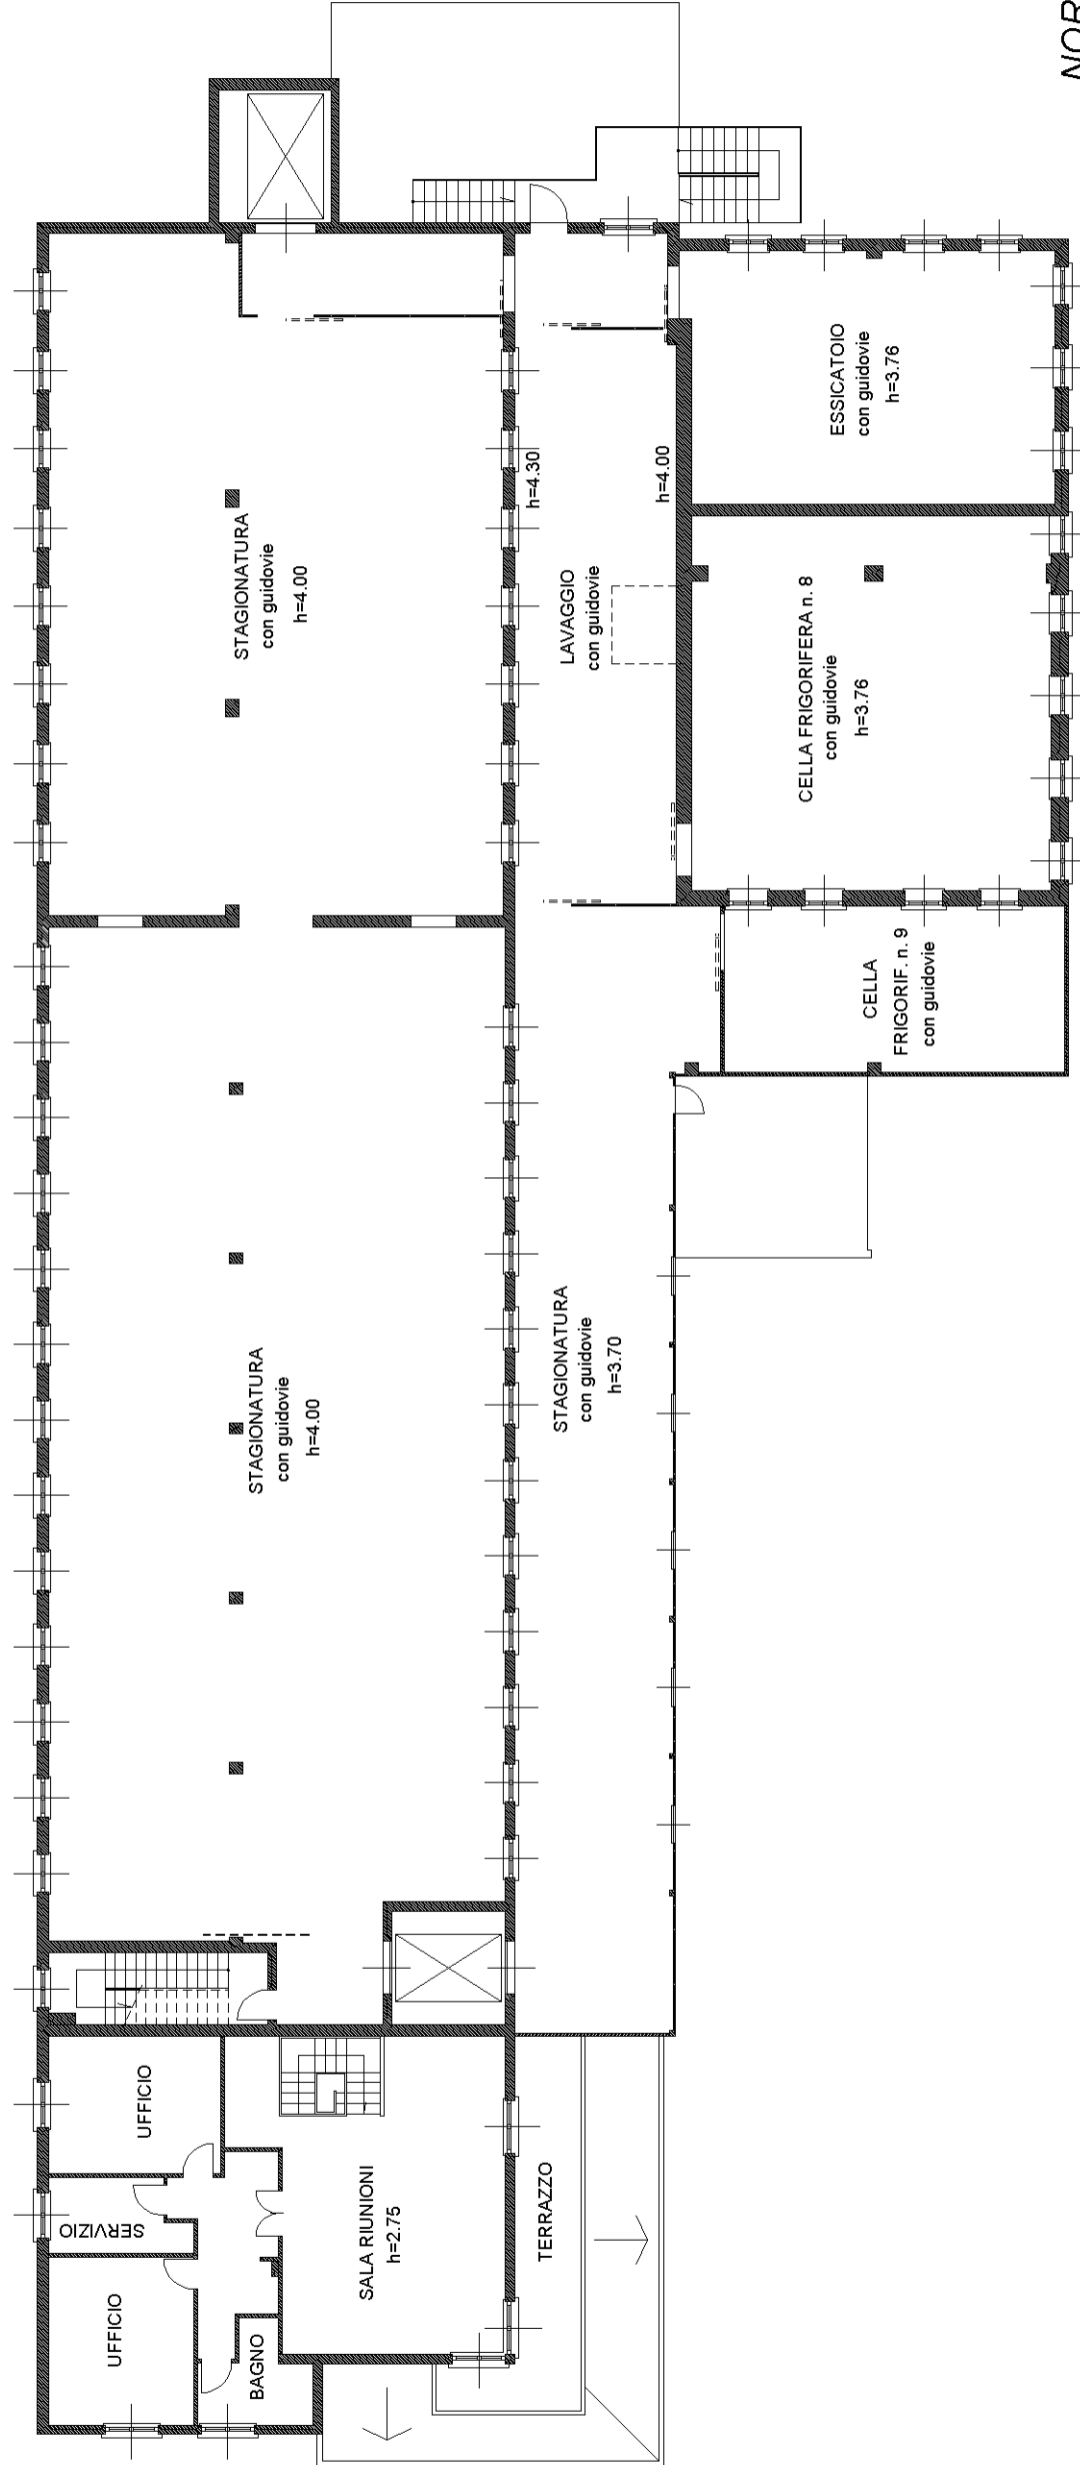 NOR
ESSICATOIO
con guidovie
h=3.76
h=4.30
h=4.00
STAGIONATURA
con guidovie
h=4.00
LAVAGGIO
con guidovie
CELLA FRIGORIFERA n. 8
con guidovie
h=3.76
CELLA
FRIGORIF. n. 9
con guidovie
STAGIONATURA
con guidovie
h=4.00
STAGIONATURA
con guidovie
h=3.70
UFFICIO
SERVIZIO
UFFICIO
BAGNO
SALA RIUNIONI
h=2.75
TERRAZZO